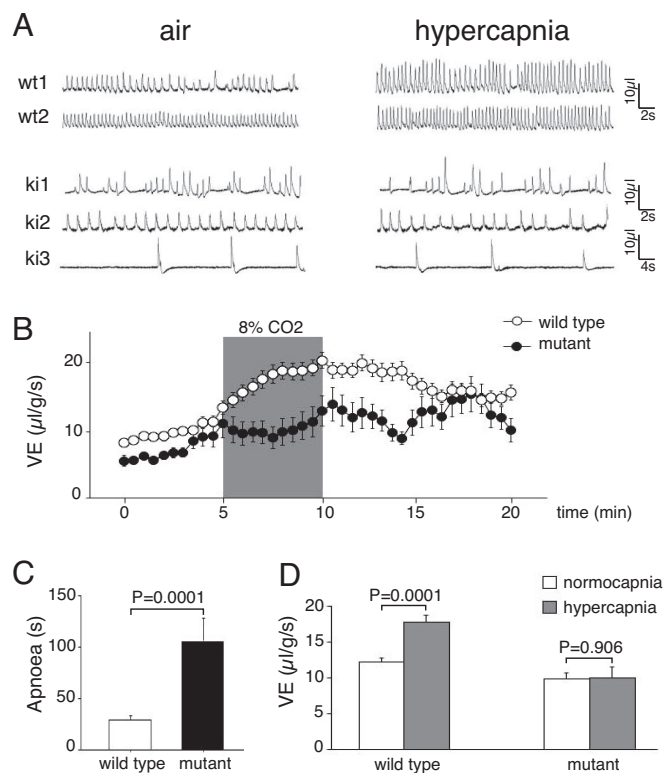 A
air
hypercapnia
wt1
wt2
10µl
2s
ki1
ki2
ki3
10µl
2s
10µl
4s
B
8% CO2
wild type
mutant
VE (µl/g/s)
20
10
0
0
5
10
15
20
time (min)
C
P=0.0001
Apnoea (s)
150
100
50
0
wild type
mutant
D
normocapnia
hypercapnia
P=0.0001
P=0.906
VE (µl/g/s)
20
15
10
5
0
wild type
mutant